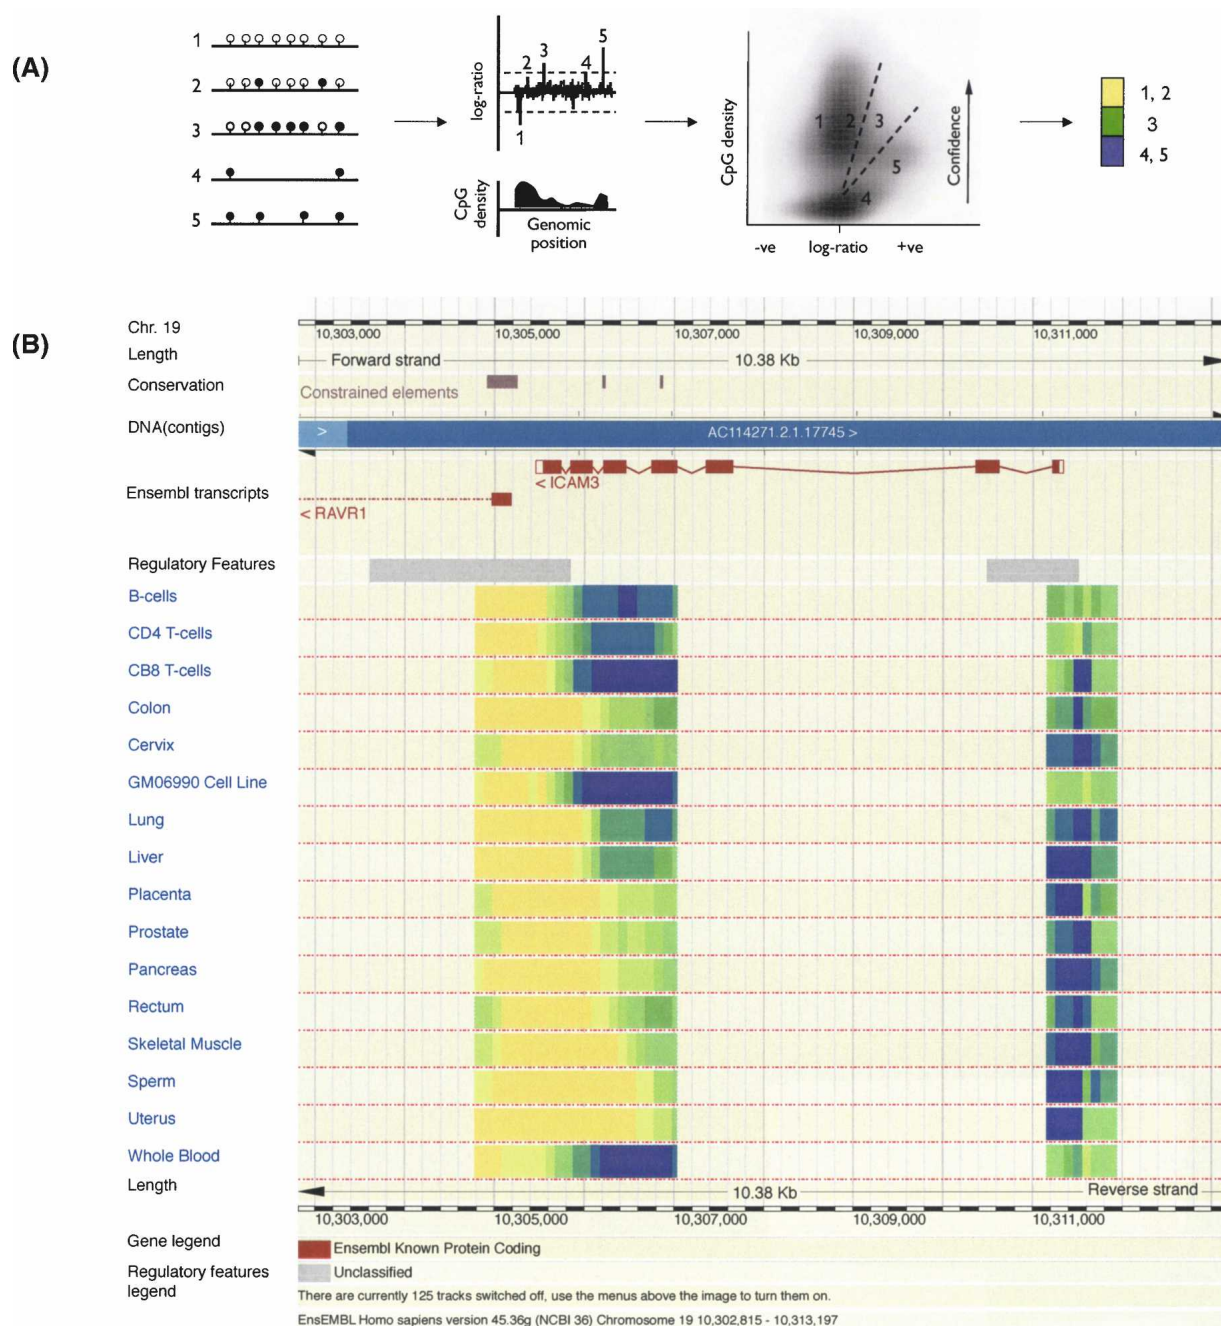 (A)
1
2
3
4
5
log-ratio
1
2
3
4
5
CpG
density
Genomic
position
CpG density
1
2
3
4
5
Confidence
-ve
log-ratio
+ve
1, 2
3
4, 5
(B)
Chr. 19
10,303,000 10,305,000 10,307,000 10,309,000 10,311,000
Length
Forward strand 10.38 Kb
Conservation
Constrained elements
DNA(contigs)
> AC114271.2.1.17745 >
Ensembl transcripts
< ICAM3
< RAVR1
Regulatory Features
B-cells
CD4 T-cells
CB8 T-cells
Colon
Cervix
GM06990 Cell Line
Lung
Liver
Placenta
Prostate
Pancreas
Rectum
Skeletal Muscle
Sperm
Uterus
Whole Blood
Length
10.38 Kb Reverse strand
10,303,000 10,305,000 10,307,000 10,309,000 10,311,000
Gene legend
Ensembl Known Protein Coding
Regulatory features
legend
Unclassified
There are currently 125 tracks switched off, use the menus above the image to turn them on.
EnsEMBL Homo sapiens version 45.36g (NCBI 36) Chromosome 19 10,302,815 - 10,313,197